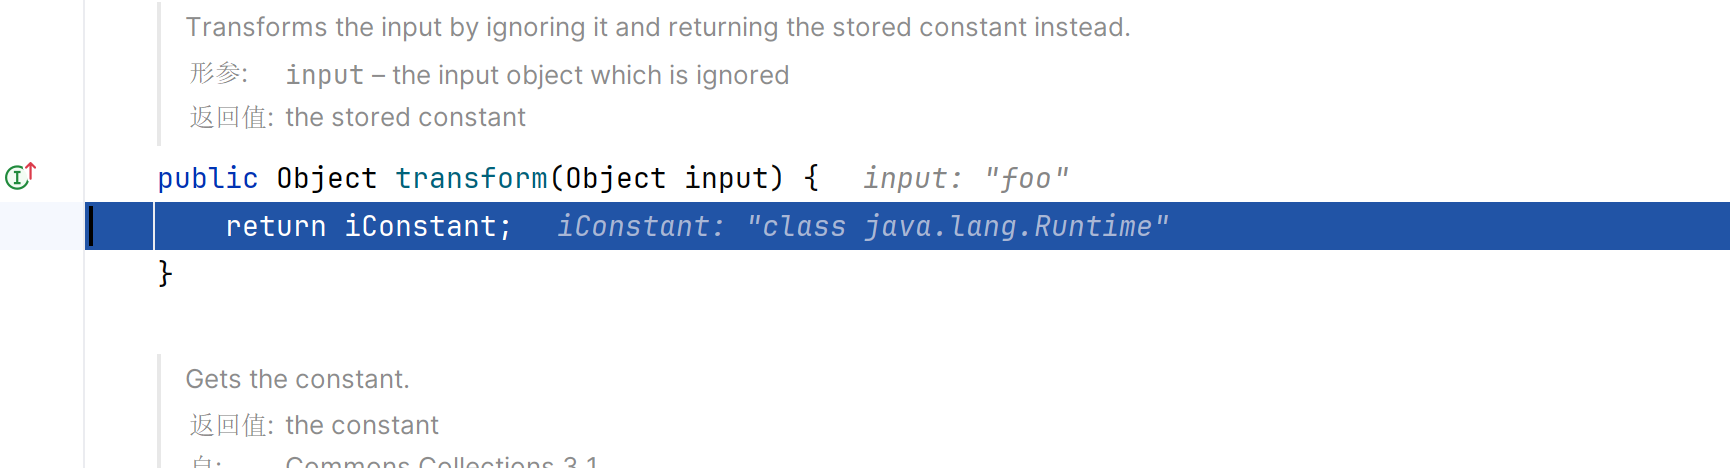 Transforms the input by ignoring it and returning the stored constant instead.
形参: input – the input object which is ignored
返回值: the stored constant
public Object transform(Object input) { input: "foo"
return iConstant; iConstant: "class java.lang.Runtime"
}
Gets the constant.
返回值: the constant
自: Commons Collections 3.1